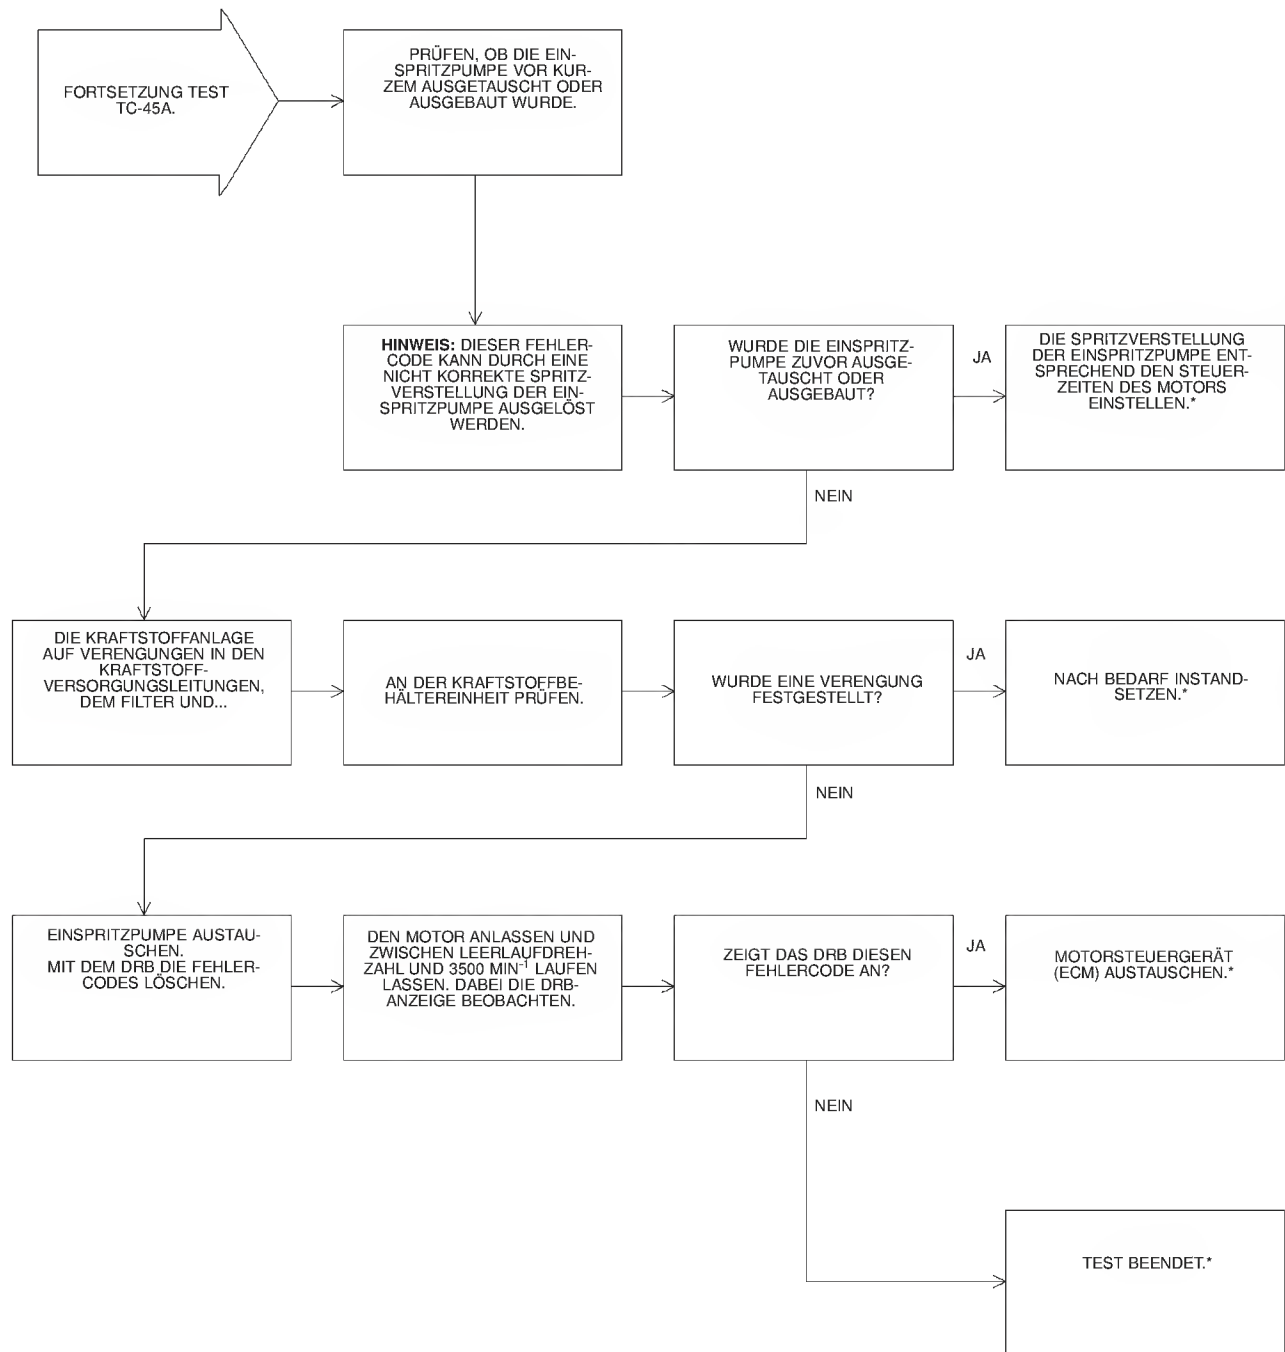 FORTSETZUNG TEST
TC-45A.
PRÜFEN, OB DIE EIN-
SPRITZPUMPE VOR KUR-
ZEM AUSGETAUSCHT ODER
AUSGEBAUT WURDE.
HINWEIS: DIESER FEHLER-
CODE KANN DURCH EINE
NICHT KORREKTE SPRITZ-
VERSTELLUNG DER EIN-
SPRITZPUMPE AUSGELÖST
WERDEN.
WURDE DIE EINSPRITZ-
PUMPE ZUVOR AUSGE-
TAUSCHT ODER
AUSGEBAUT?
JA
DIE SPRITZVERSTELLUNG
DER EINSPRITZPUMPE ENT-
SPRECHEND DEN STEUER-
ZEITEN DES MOTORS
EINSTELLEN.*
NEIN
DIE KRAFTSTOFFANLAGE
AUF VERENGUNGEN IN DEN
KRAFTSTOFF-
VERSORGUNGSLEITUNGEN,
DEM FILTER UND...
AN DER KRAFTSTOFFBE-
HÄLTEREINHEIT PRÜFEN.
WURDE EINE VERENGUNG
FESTGESTELLT?
JA
NACH BEDARF INSTAND-
SETZEN.*
NEIN
EINSPRITZPUMPE AUSTAU-
SCHEN.
MIT DEM DRB DIE FEHLER-
CODES LÖSCHEN.
DEN MOTOR ANLASSEN UND
ZWISCHEN LEERLAUFDREH-
ZAHL UND 3500 MIN⁻¹ LAUFEN
LASSEN. DABEI DIE DRB-
ANZEIGE BEOBACHTEN.
ZEIGT DAS DRB DIESEN
FEHLERCODE AN?
JA
MOTORSTEUERGERÄT
(ECM) AUSTAUSCHEN.*
NEIN
TEST BEENDET.*